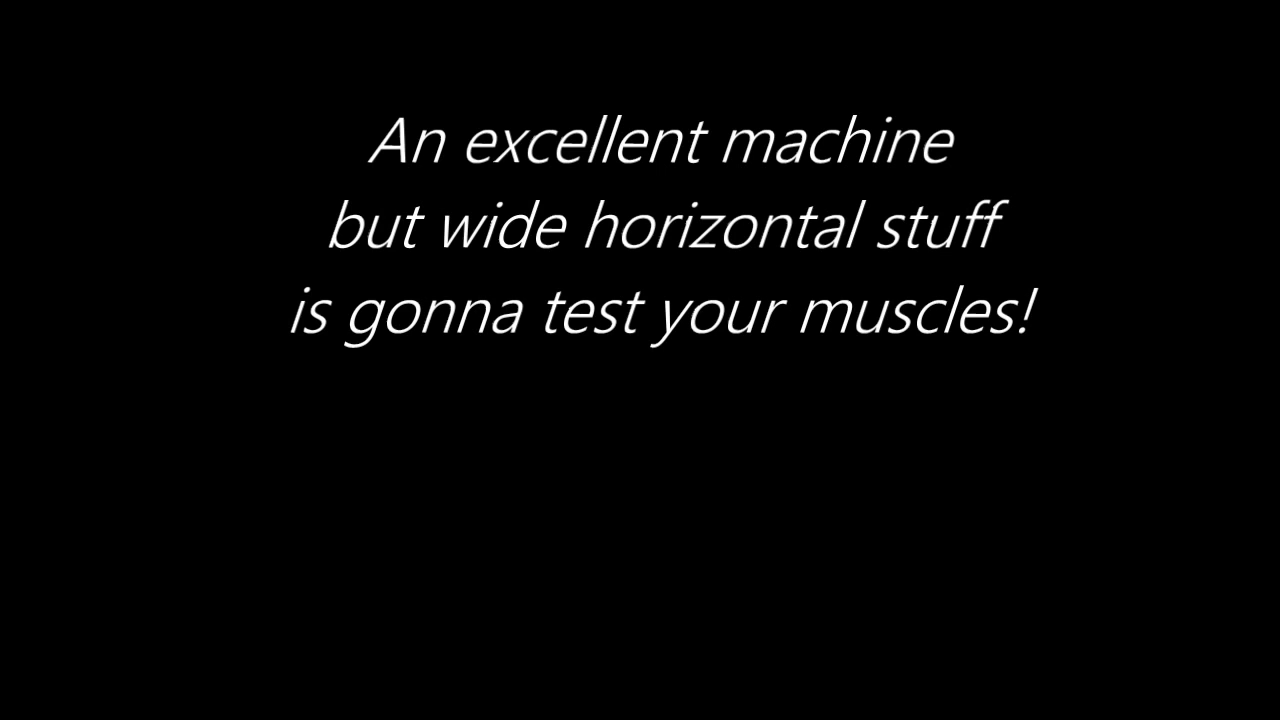 An excellent machine
but wide horizontal stuff
is gonna test your muscles!